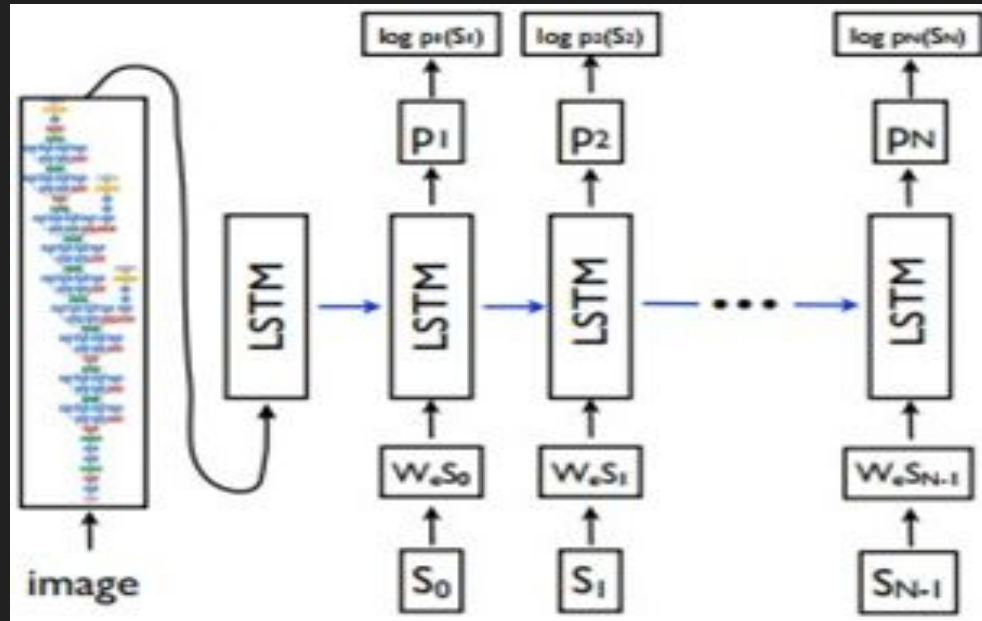 log p₁(S₁) log p₂(S₂) log pN(SN)
p₁ p₂ pN
LSTM LSTM LSTM LSTM
WₑS₀ WₑS₁ WₑSN-1
image S₀ S₁ SN-1